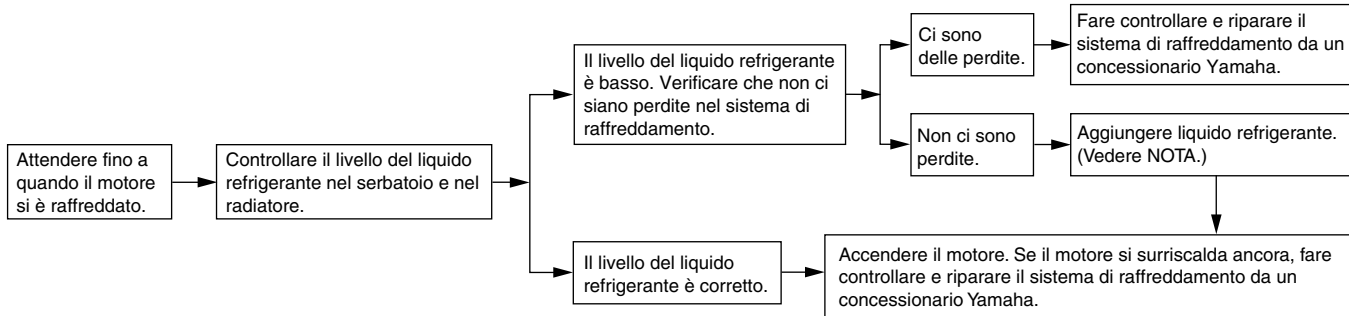 Attendere fino a
quando il motore
si è raffreddato.
Controllare il livello del liquido
refrigerante nel serbatoio e nel
radiatore.
Il livello del liquido refrigerante
è basso. Verificare che non ci
siano perdite nel sistema di
raffreddamento.
Ci sono
delle perdite.
Fare controllare e riparare il
sistema di raffreddamento da un
concessionario Yamaha.
Non ci sono
perdite.
Aggiungere liquido refrigerante.
(Vedere NOTA.)
Il livello del liquido
refrigerante è corretto.
Accendere il motore. Se il motore si surriscalda ancora, fare
controllare e riparare il sistema di raffreddamento da un
concessionario Yamaha.